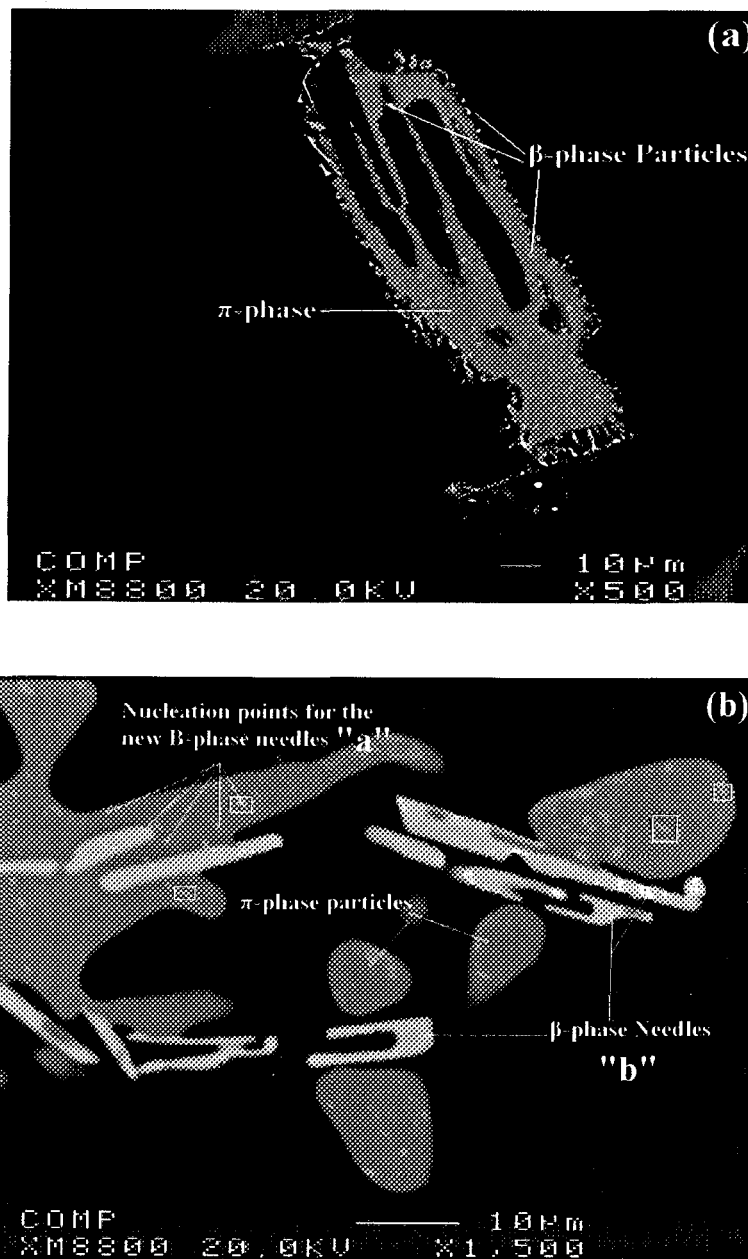 (a)
β-phase Particles
π-phase
COMP 10μm
XM8800 20.0KV X500
(b)
Nucleation points for the
new B-phase needles "a"
π-phase particles
β-phase Needles
"b"
COMP 10μm
XM8800 20.0KV X1,500